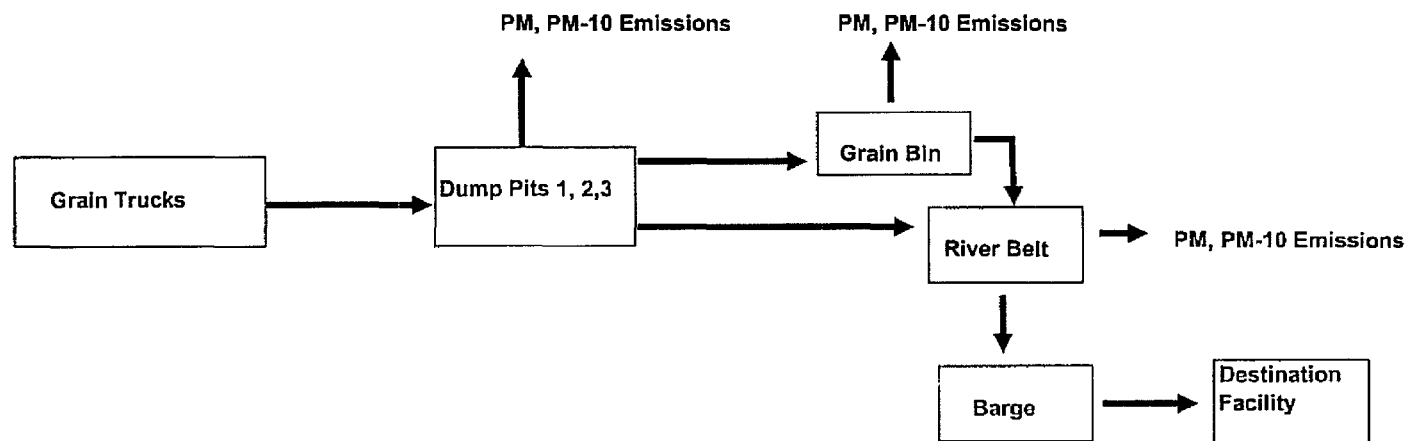 PM, PM-10 Emissions
PM, PM-10 Emissions
Grain Trucks
Dump Pits 1, 2,3
Grain Bin
River Belt
PM, PM-10 Emissions
Barge
Destination
Facility